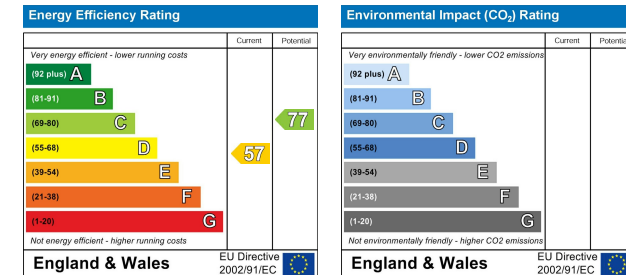 Energy Efficiency Rating
Current Potential
Very energy efficient - lower running costs
(92 plus) A
(81-91) B
(69-80) C
(55-68) D
(39-54) E
(21-38) F
(1-20) G
57
77
Not energy efficient - higher running costs
England & Wales
EU Directive
2002/91/EC
Environmental Impact (CO₂) Rating
Current Potential
Very environmentally friendly - lower CO2 emissions
(92 plus) A
(81-91) B
(69-80) C
(55-68) D
(39-54) E
(21-38) F
(1-20) G
Not environmentally friendly - higher CO2 emissions
England & Wales
EU Directive
2002/91/EC